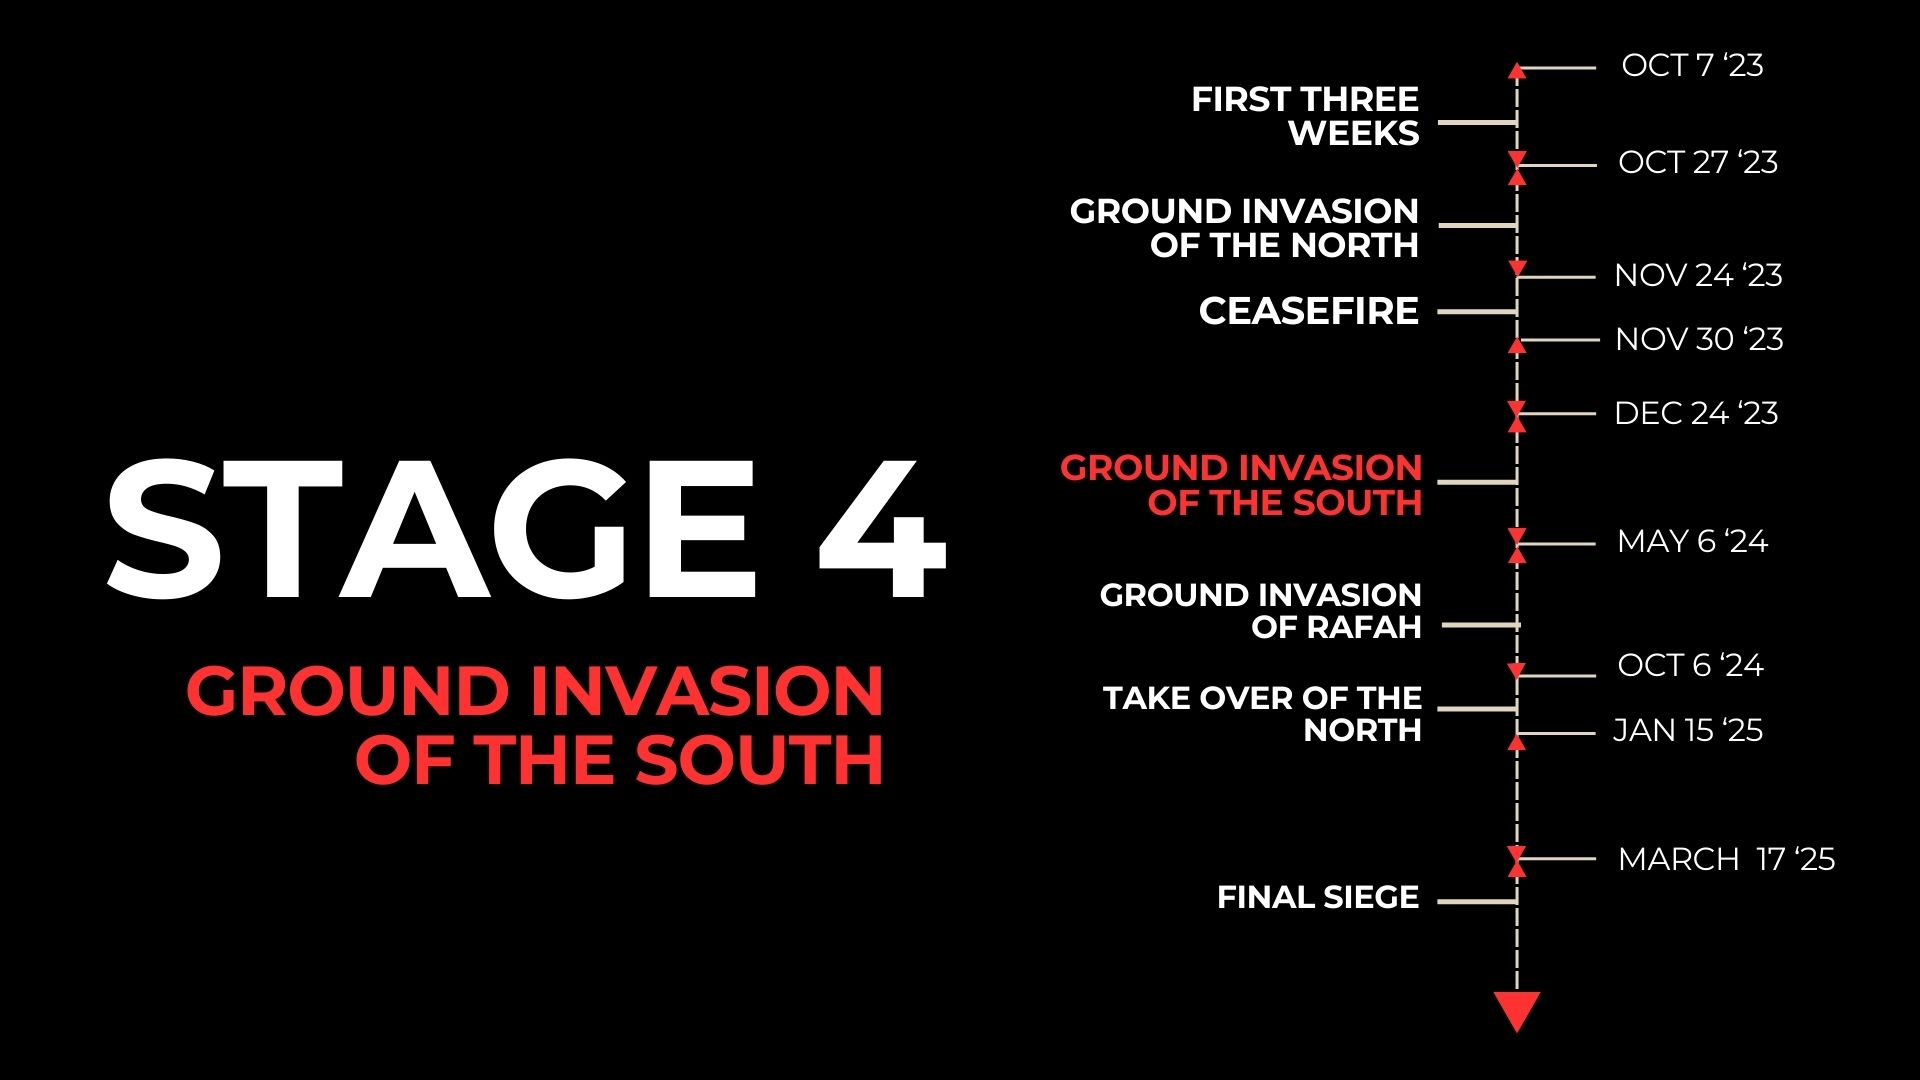 STAGE 4
GROUND INVASION
OF THE SOUTH
OCT 7 ‘23
FIRST THREE
WEEKS
OCT 27 ‘23
GROUND INVASION
OF THE NORTH
NOV 24 ‘23
CEASEFIRE
NOV 30 ‘23
DEC 24 ‘23
GROUND INVASION
OF THE SOUTH
MAY 6 ‘24
GROUND INVASION
OF RAFAH
OCT 6 ‘24
TAKE OVER OF THE
NORTH
JAN 15 ‘25
MARCH  17 ‘25
FINAL SIEGE